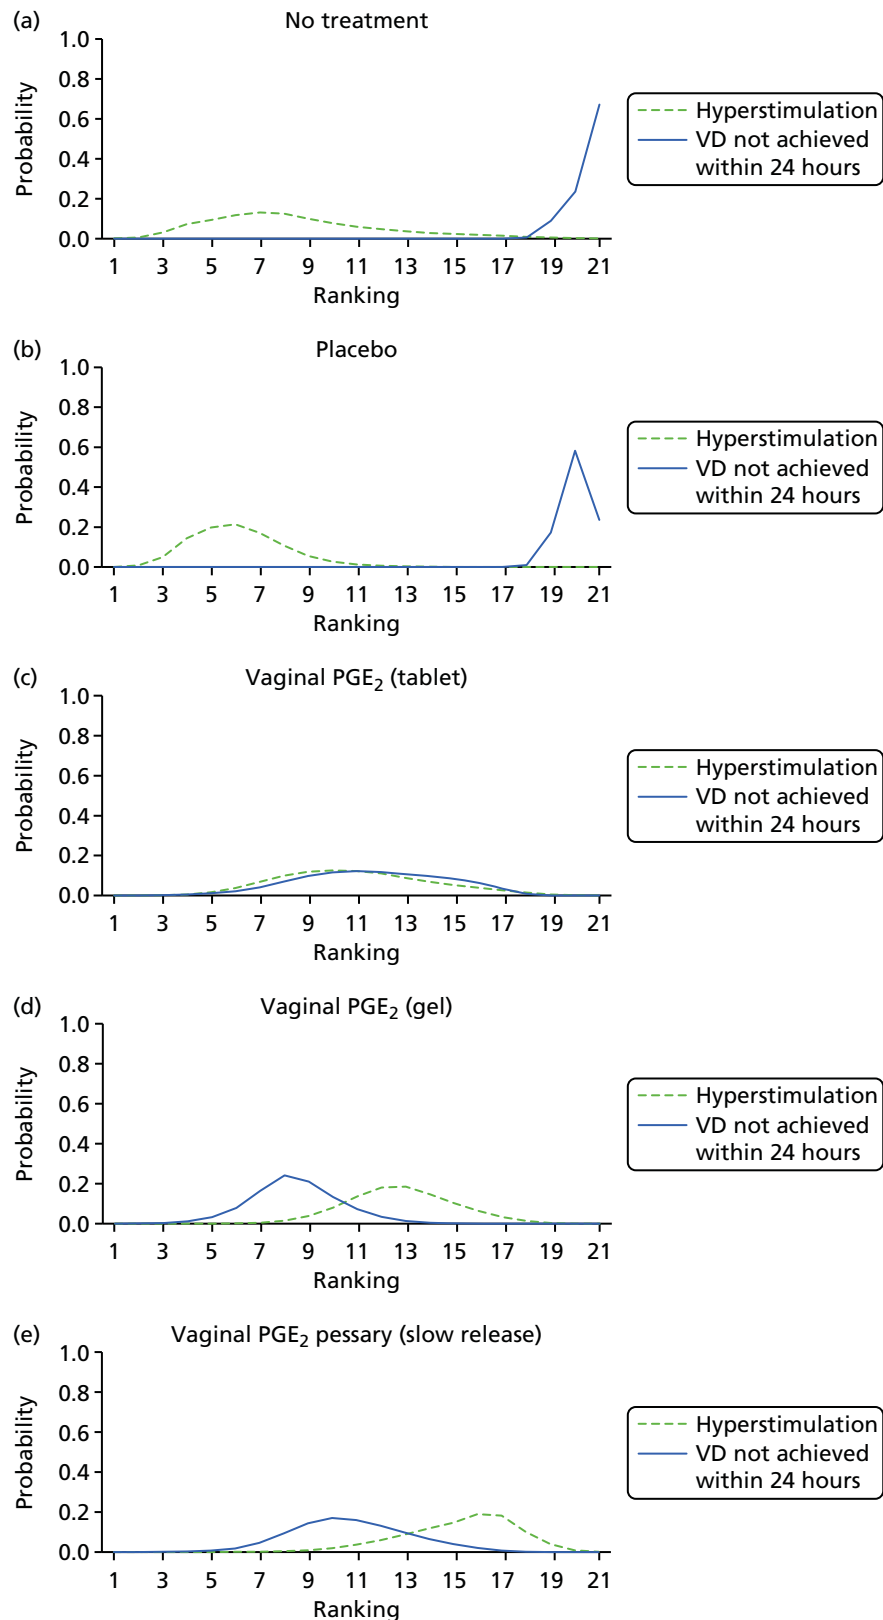 (a)
No treatment
1.0
0.8
0.6
0.4
0.2
0.0
Probability
1 3 5 7 9 11 13 15 17 19 21
Ranking
Hyperstimulation
VD not achieved
within 24 hours
(b)
Placebo
1.0
0.8
0.6
0.4
0.2
0.0
Probability
1 3 5 7 9 11 13 15 17 19 21
Ranking
Hyperstimulation
VD not achieved
within 24 hours
(c)
Vaginal PGE₂ (tablet)
1.0
0.8
0.6
0.4
0.2
0.0
Probability
1 3 5 7 9 11 13 15 17 19 21
Ranking
Hyperstimulation
VD not achieved
within 24 hours
(d)
Vaginal PGE₂ (gel)
1.0
0.8
0.6
0.4
0.2
0.0
Probability
1 3 5 7 9 11 13 15 17 19 21
Ranking
Hyperstimulation
VD not achieved
within 24 hours
(e)
Vaginal PGE₂ pessary (slow release)
1.0
0.8
0.6
0.4
0.2
0.0
Probability
1 3 5 7 9 11 13 15 17 19 21
Ranking
Hyperstimulation
VD not achieved
within 24 hours